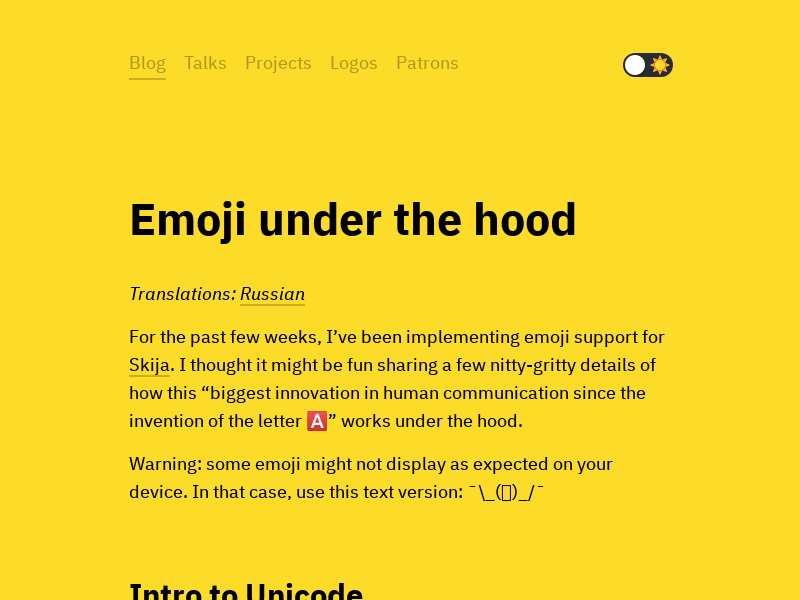 Blog Talks Projects Logos Patrons
Emoji under the hood
Translations: Russian
For the past few weeks, I’ve been implementing emoji support for
Skija. I thought it might be fun sharing a few nitty-gritty details of
how this “biggest innovation in human communication since the
invention of the letter 🅰️” works under the hood.
Warning: some emoji might not display as expected on your
device. In that case, use this text version: ¯\_(▯)_/¯
Intro to Unicode